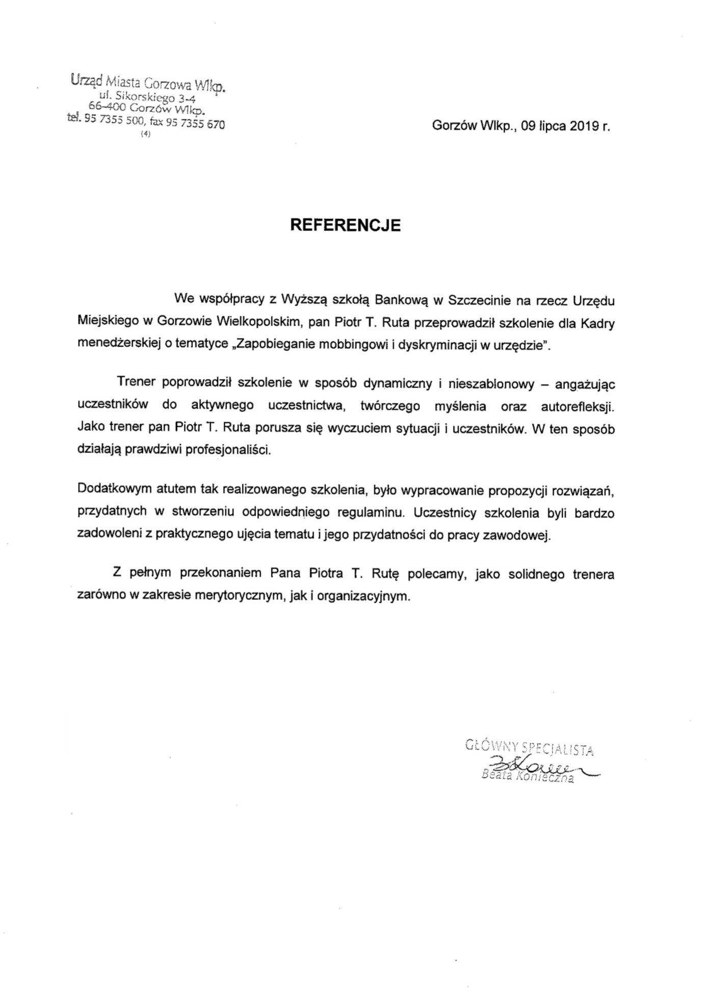 Urząd Miasta Gorzowa Wlkp.
ul. Sikorskiego 3-4
66-400 Gorzów Wlkp.
tel. 95 7355 500, fax 95 7355 670
(4)
Gorzów Wlkp., 09 lipca 2019 r.
REFERENCJE
We współpracy z Wyższą szkołą Bankową w Szczecinie na rzecz Urzędu
Miejskiego w Gorzowie Wielkopolskim, pan Piotr T. Ruta przeprowadził szkolenie dla Kadry
menedżerskiej o tematyce „Zapobieganie mobbingowi i dyskryminacji w urzędzie”.
Trener poprowadził szkolenie w sposób dynamiczny i nieszablonowy – angażując
uczestników do aktywnego uczestnictwa, twórczego myślenia oraz autorefleksji.
Jako trener pan Piotr T. Ruta porusza się wyczuciem sytuacji i uczestników. W ten sposób
działają prawdziwi profesjonaliści.
Dodatkowym atutem tak realizowanego szkolenia, było wypracowanie propozycji rozwiązań,
przydatnych w stworzeniu odpowiedniego regulaminu. Uczestnicy szkolenia byli bardzo
zadowoleni z praktycznego ujęcia tematu i jego przydatności do pracy zawodowej.
Z pełnym przekonaniem Pana Piotra T. Rutę polecamy, jako solidnego trenera
zarówno w zakresie merytorycznym, jak i organizacyjnym.
GŁÓWNY SPECJALISTA
Beata Konieczna